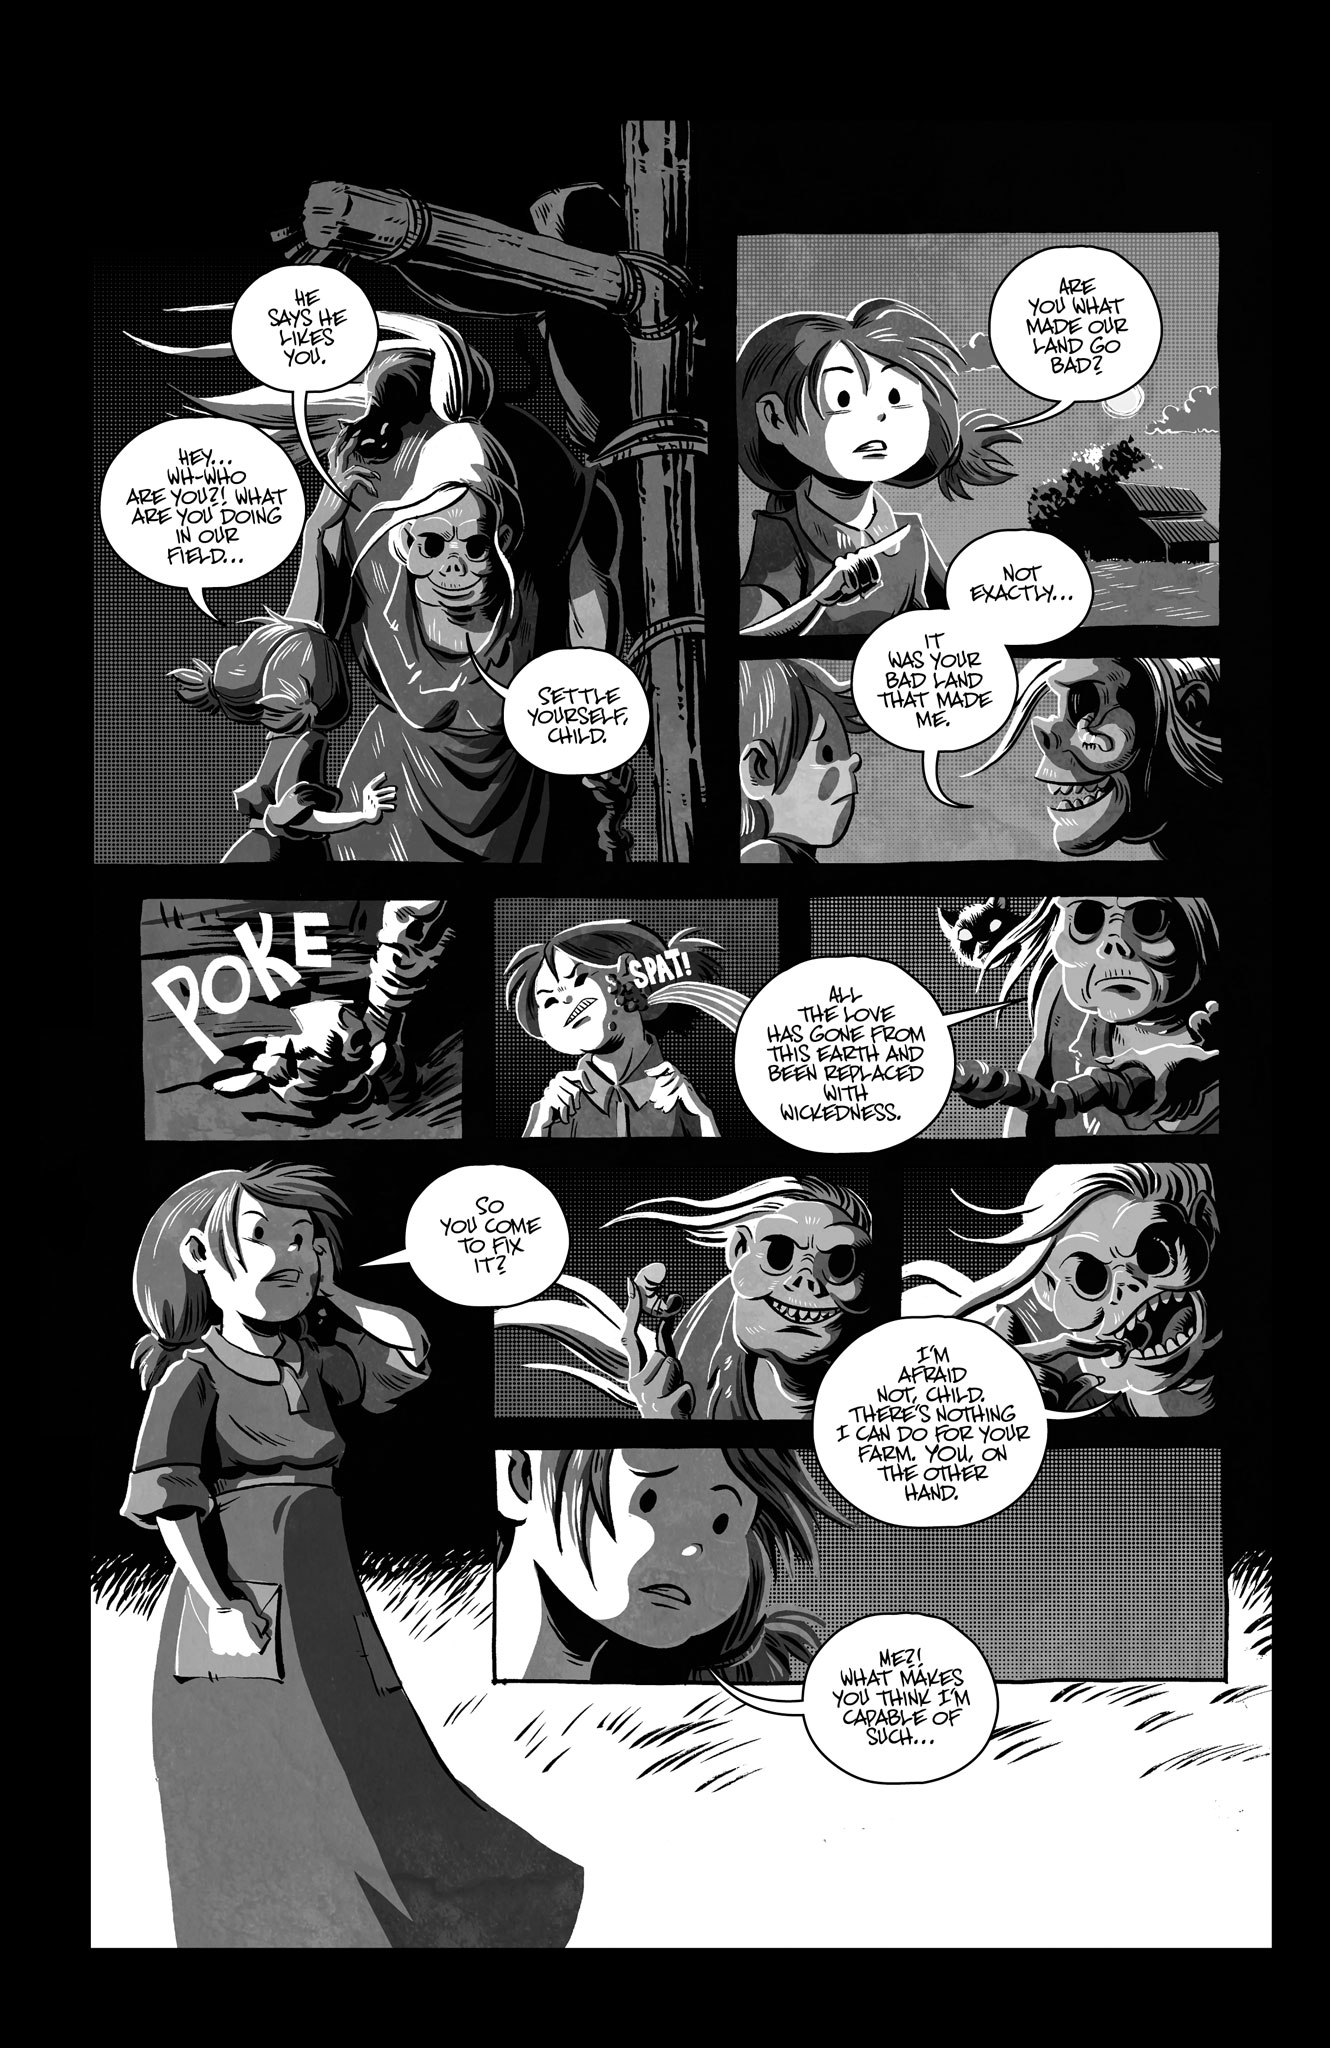 HE
SAYS HE
LIKES
YOU.
HEY...
WH-WHO
ARE YOU?! WHAT
ARE YOU DOING
IN OUR
FIELD...
SETTLE
YOURSELF,
CHILD.
ARE
YOU WHAT
MADE OUR
LAND GO
BAD?
NOT
EXACTLY...
IT
WAS YOUR
BAD LAND
THAT MADE
ME.
POKE
SPAT!
ALL
THE LOVE
HAS GONE FROM
THIS EARTH AND
BEEN REPLACED
WITH
WICKEDNESS.
SO
YOU COME
TO FIX
IT?
I'M
AFRAID
NOT, CHILD.
THERE'S NOTHING
I CAN DO FOR YOUR
FARM. YOU, ON
THE OTHER
HAND.
ME?!
WHAT MAKES
YOU THINK I'M
CAPABLE OF
SUCH...